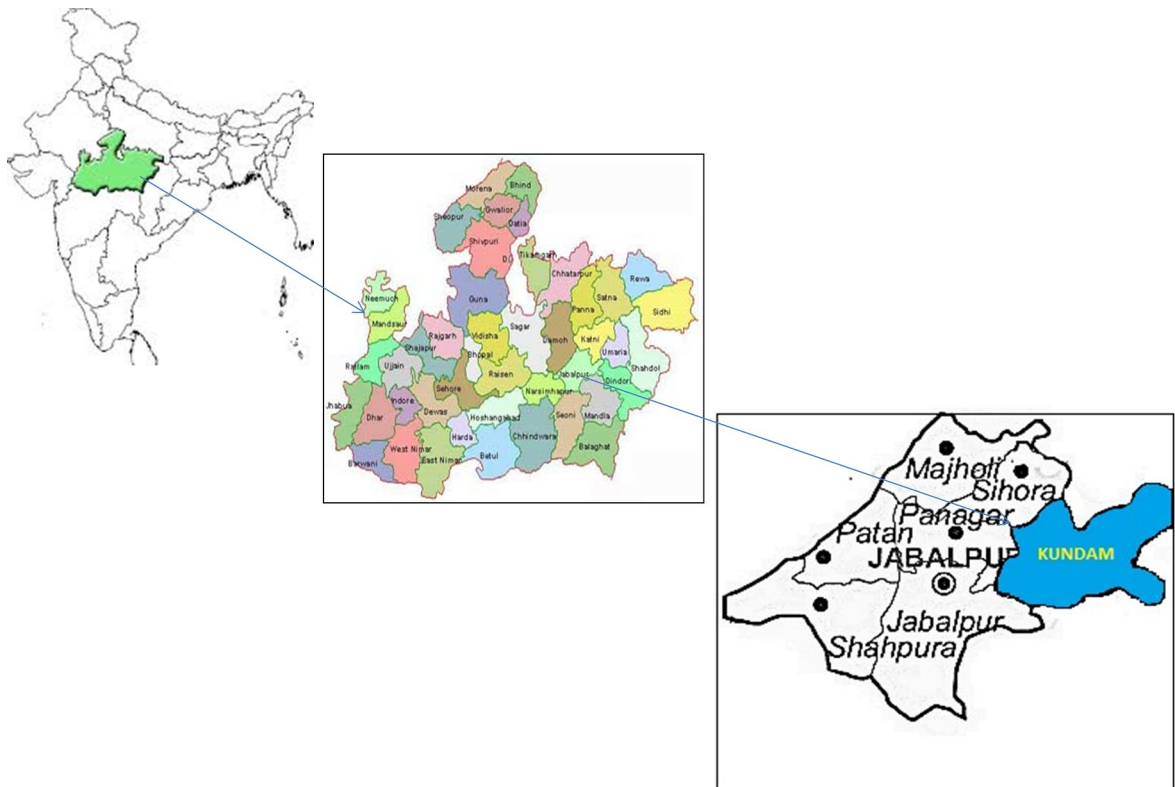 Morena
Bhind
Gwalior
Datia
Sheopur
Shivpuri
Tikamgarh
Chhatarpur
Rewa
Neemuch
Guna
Panna
Satna
Sidhi
Mandsaur
Rajgarh
Vidisha
Sagar
Damoh
Katni
Shajapur
Umaria
Ratlam
Ujjain
Bhopal
Raisen
Jabalpur
Shahdol
Dindori
Jhabua
Indore
Sehore
Narsimhapur
Dhar
Dewas
Hoshangabad
Seoni
Mandla
Barwani
West Nimar
East Nimar
Harda
Betul
Chhindwara
Balaghat
Majholi
Sihora
Panagar
Patan
JABALPUR
KUNDAM
Jabalpur
Shahpura